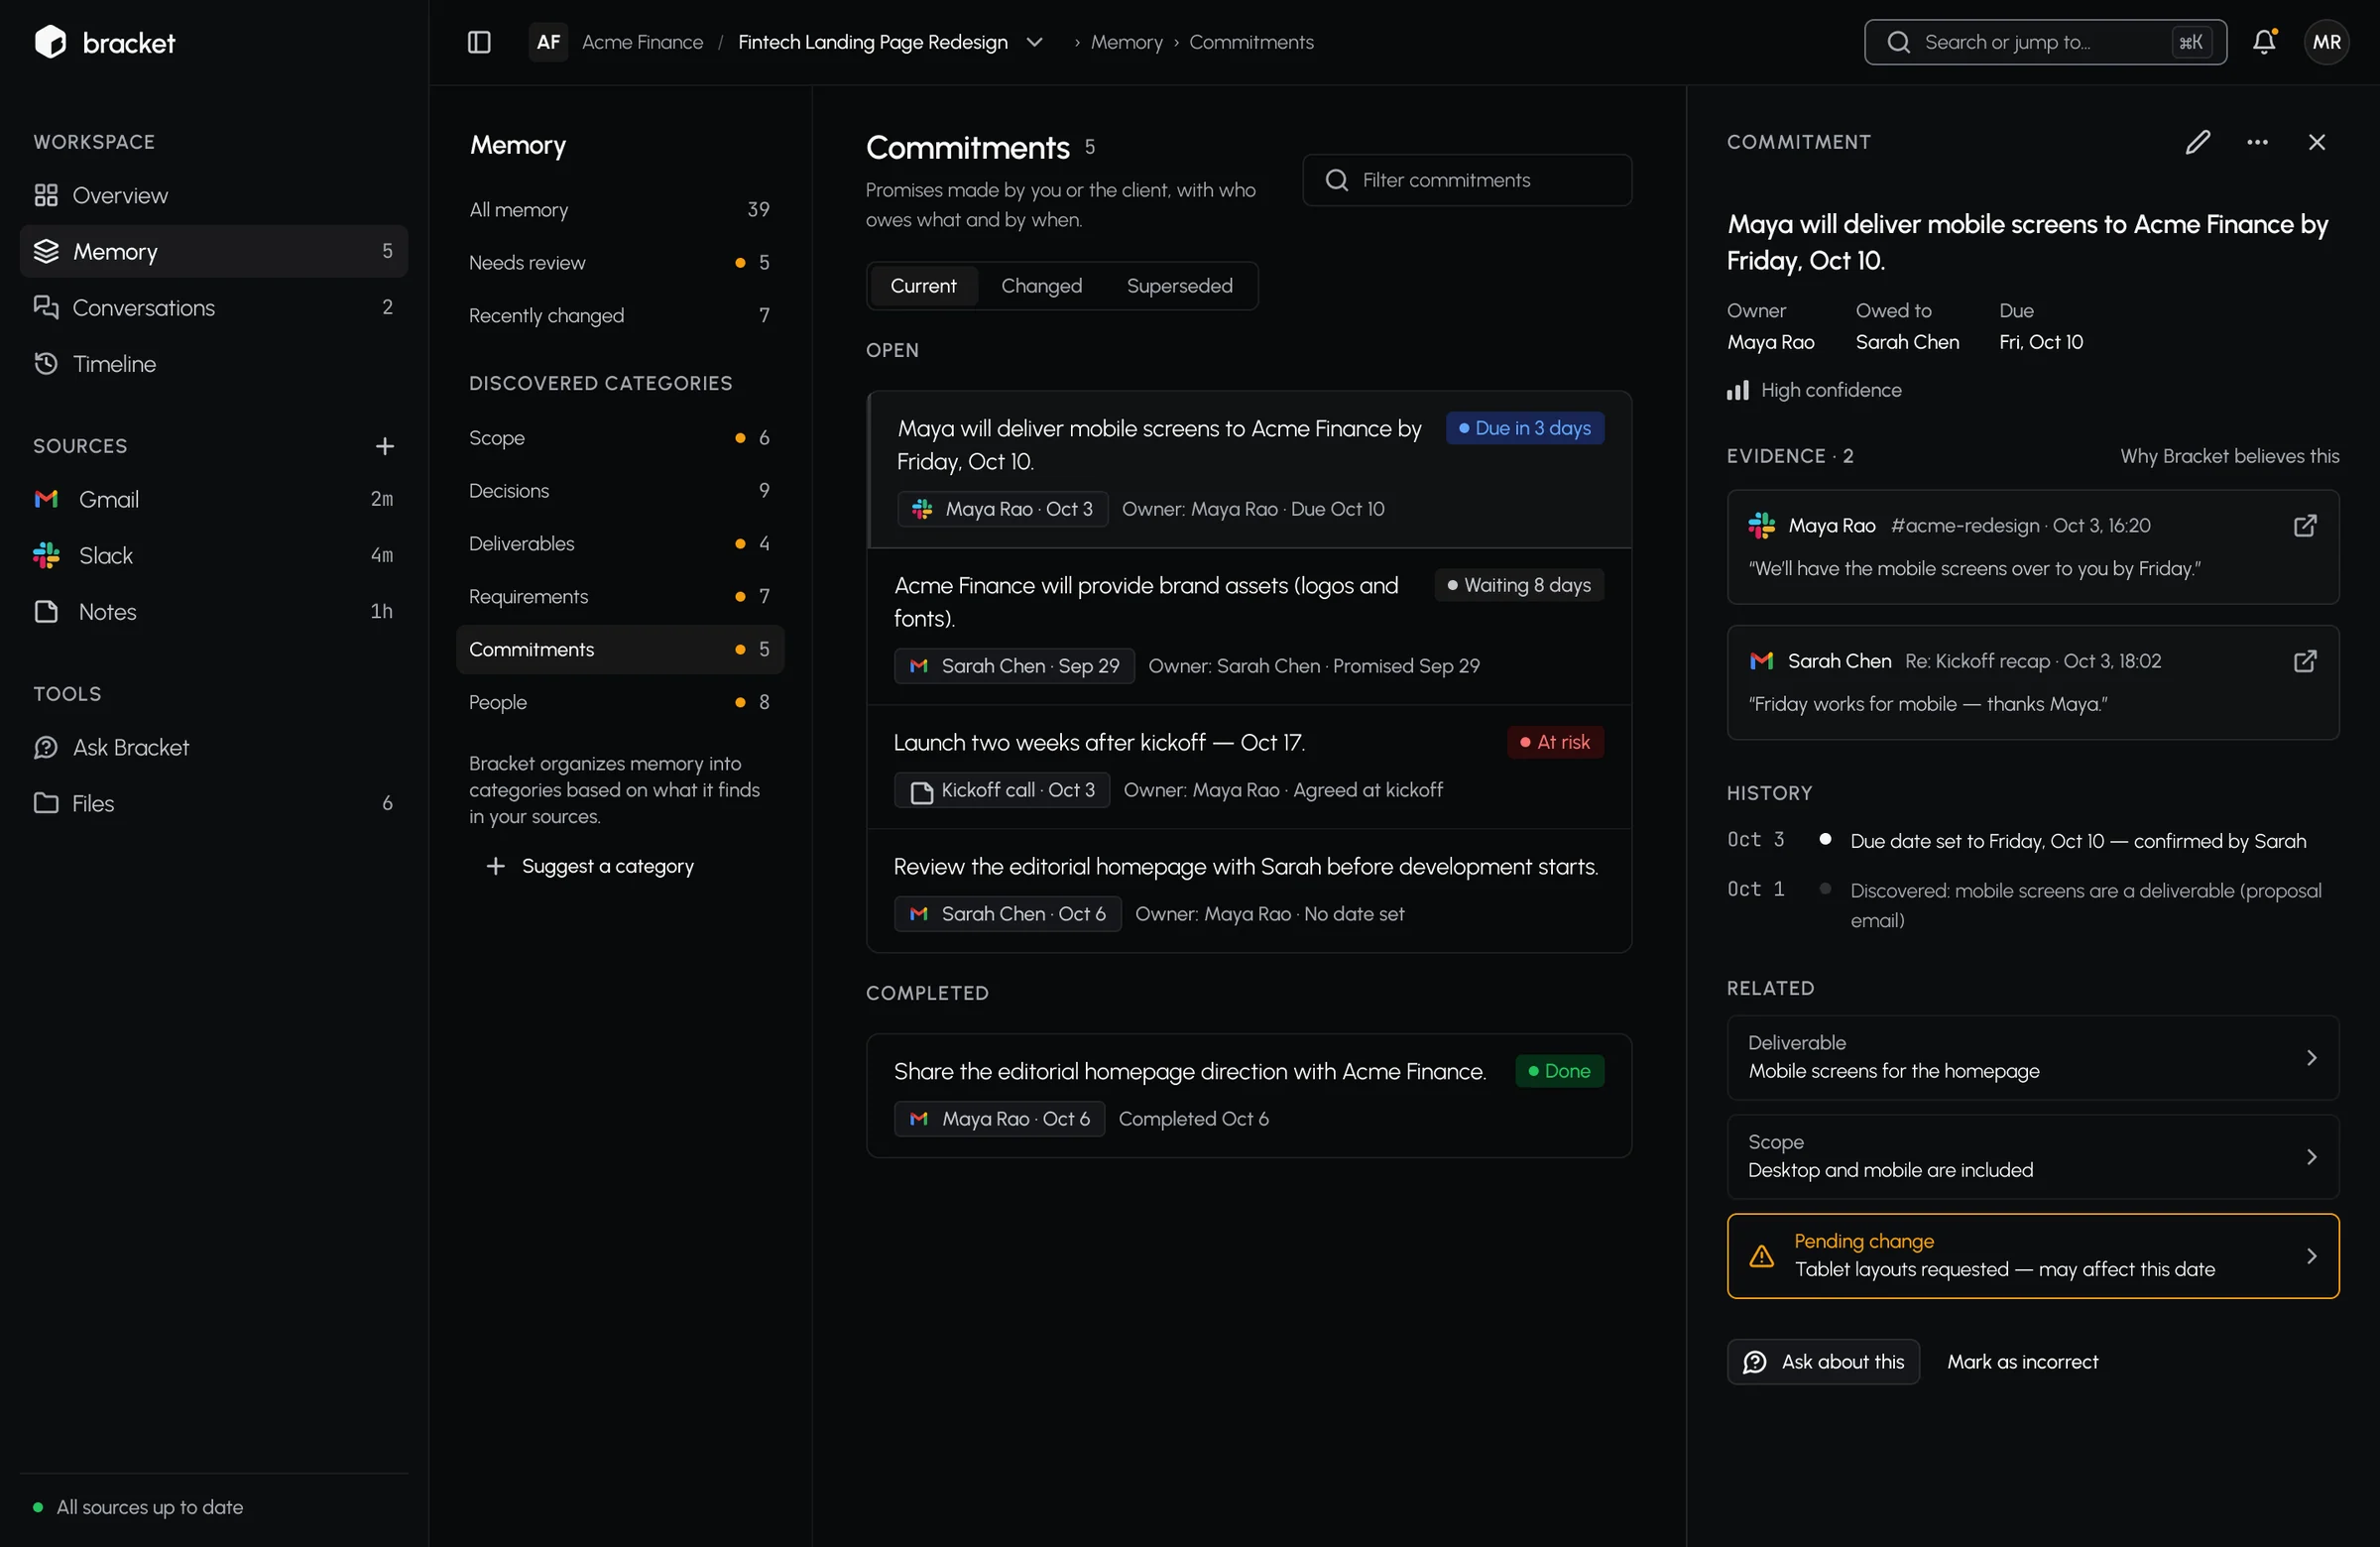 bracket
AF Acme Finance / Fintech Landing Page Redesign › Memory › Commitments
Search or jump to... ⌘K
MR
WORKSPACE
Overview
Memory 5
Conversations 2
Timeline
SOURCES
Gmail 2m
Slack 4m
Notes 1h
TOOLS
Ask Bracket
Files 6
All sources up to date
Memory
All memory 39
Needs review 5
Recently changed 7
DISCOVERED CATEGORIES
Scope 6
Decisions 9
Deliverables 4
Requirements 7
Commitments 5
People 8
Bracket organizes memory into
categories based on what it finds
in your sources.
Suggest a category
Commitments 5
Promises made by you or the client, with who
owes what and by when.
Filter commitments
Current Changed Superseded
OPEN
Maya will deliver mobile screens to Acme Finance by
Friday, Oct 10.
Due in 3 days
Maya Rao · Oct 3 Owner: Maya Rao · Due Oct 10
Acme Finance will provide brand assets (logos and
fonts).
Waiting 8 days
Sarah Chen · Sep 29 Owner: Sarah Chen · Promised Sep 29
Launch two weeks after kickoff — Oct 17.
At risk
Kickoff call · Oct 3 Owner: Maya Rao · Agreed at kickoff
Review the editorial homepage with Sarah before development starts.
Sarah Chen · Oct 6 Owner: Maya Rao · No date set
COMPLETED
Share the editorial homepage direction with Acme Finance.
Done
Maya Rao · Oct 6 Completed Oct 6
COMMITMENT
Maya will deliver mobile screens to Acme Finance by
Friday, Oct 10.
Owner Owed to Due
Maya Rao Sarah Chen Fri, Oct 10
High confidence
EVIDENCE · 2 Why Bracket believes this
Maya Rao #acme-redesign · Oct 3, 16:20
“We’ll have the mobile screens over to you by Friday.”
Sarah Chen Re: Kickoff recap · Oct 3, 18:02
“Friday works for mobile — thanks Maya.”
HISTORY
Oct 3 Due date set to Friday, Oct 10 — confirmed by Sarah
Oct 1 Discovered: mobile screens are a deliverable (proposal
email)
RELATED
Deliverable
Mobile screens for the homepage
Scope
Desktop and mobile are included
Pending change
Tablet layouts requested — may affect this date
Ask about this Mark as incorrect